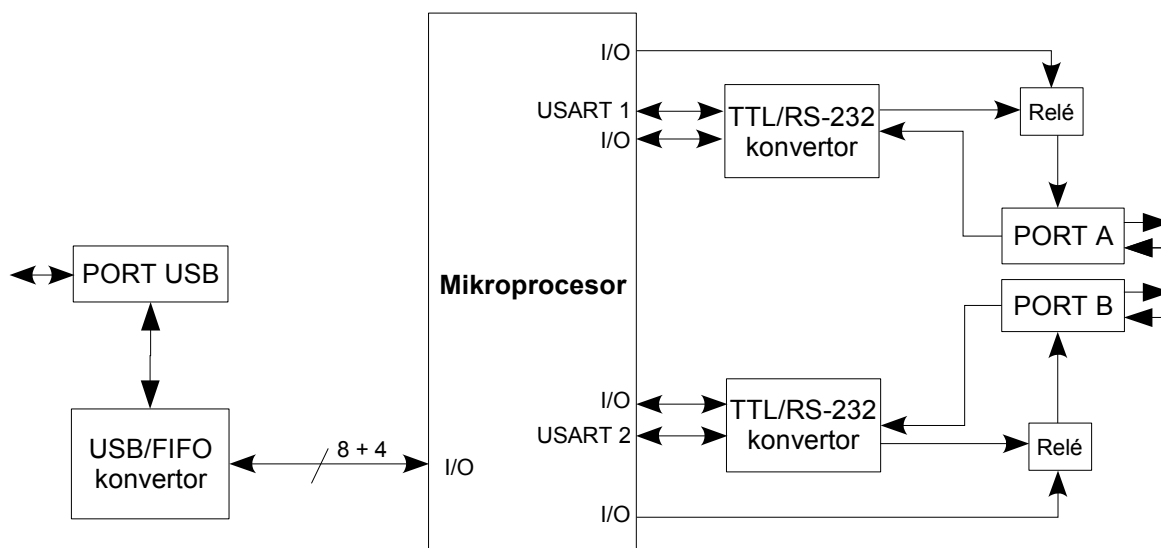 I/O
USART 1
I/O
TTL/RS-232
konvertor
Relé
PORT A
PORT USB
Mikroprocesor
PORT B
USB/FIFO
konvertor
8 + 4
I/O
I/O
USART 2
TTL/RS-232
konvertor
Relé
I/O